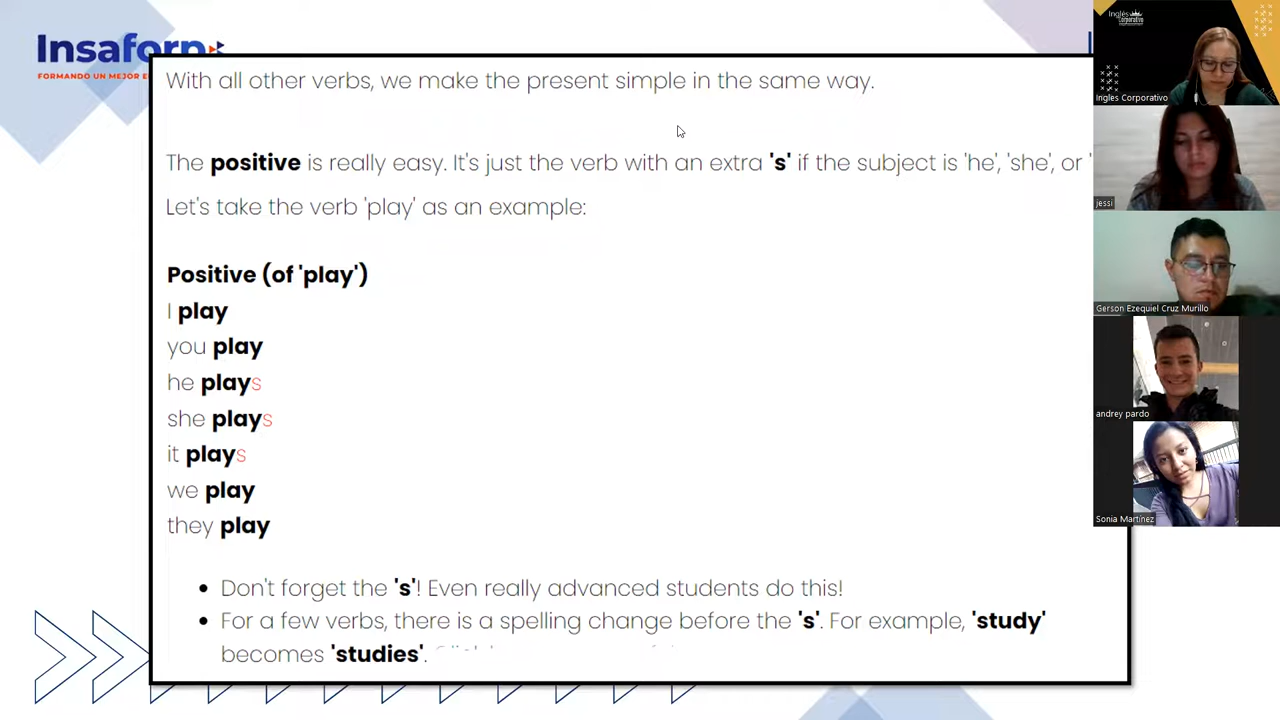 Insaforp
FORMANDO UN MEJOR
With all other verbs, we make the present simple in the same way.
The positive is really easy. It's just the verb with an extra 's' if the subject is 'he', 'she', or '
Let's take the verb 'play' as an example:
Positive (of 'play')
I play
you play
he plays
she plays
it plays
we play
they play
• Don't forget the 's'! Even really advanced students do this!
• For a few verbs, there is a spelling change before the 's'. For example, 'study'
becomes 'studies'.
Inglés
Corporativo
Ingles Corporativo
jessi
Gerson Ezequiel Cruz Murillo
andrey pardo
Sonia Martínez